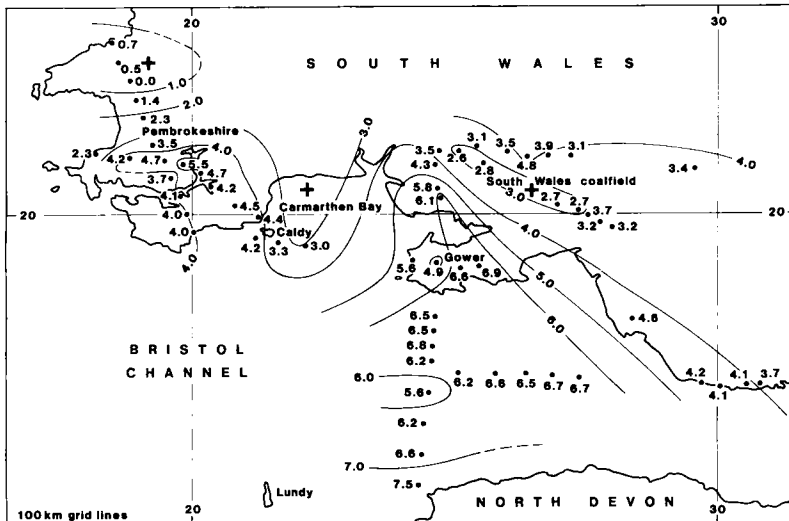 20 30
0.7
0.5
0.0
1.0
SOUTH WALES
1.4
2.0
2.3
Pembrokeshire
3.0
3.5 4.0 3.5 3.1 3.5 3.9 3.1
2.3 4.2 4.7 5.5 4.3 2.6 2.8 4.8 3.4 4.0
3.7 4.7 5.8 South Wales coalfield
4.1 4.2 6.1 3.0 2.7 2.7
20 4.0 4.5 4.4 Carmarthen Bay 3.7 20
4.0 4.2 Caldy 3.2 3.2
4.0 3.3 3.0 4.0
Gower
5.6 4.9 6.6 6.9 5.0
6.5 6.0 4.6
6.5
BRISTOL 6.8
CHANNEL 6.2
6.0 6.2 6.6 6.5 6.7 6.7 4.2 4.1 3.7
5.6 4.1
6.2
6.6
7.0
7.5
Lundy NORTH DEVON
100 km grid lines 20 30